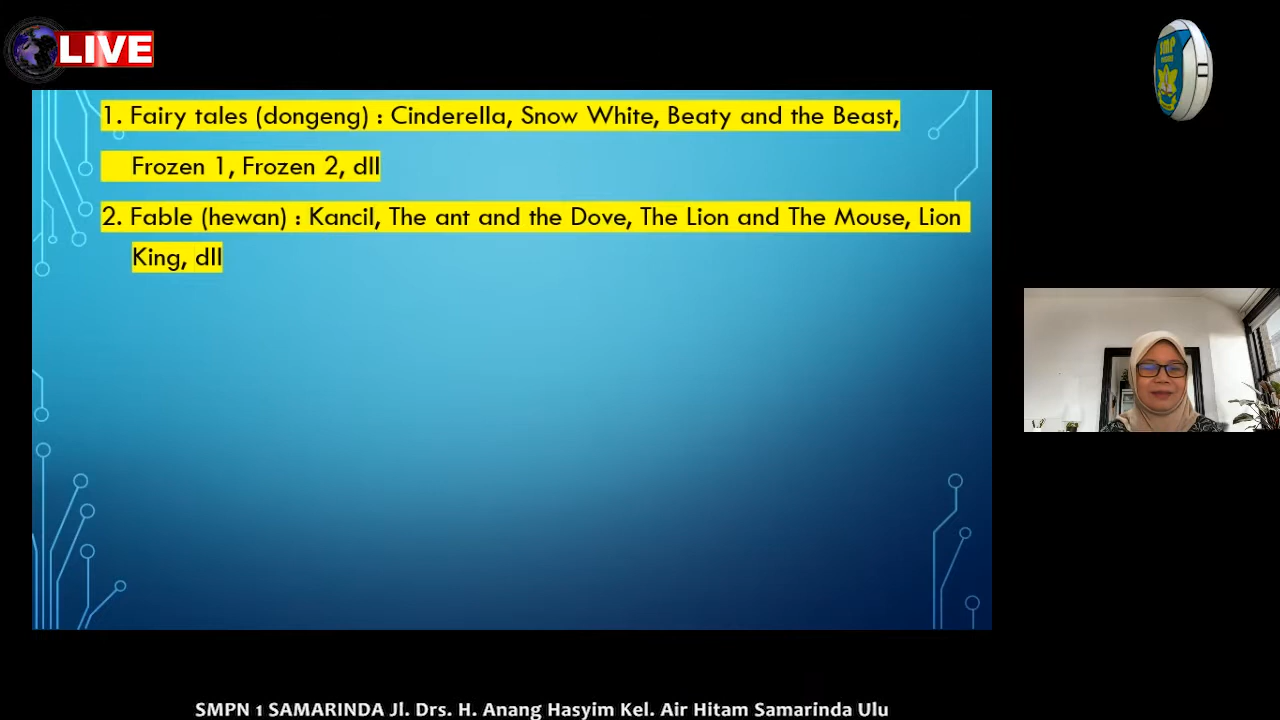 LIVE
SMP
1. Fairy tales (dongeng) : Cinderella, Snow White, Beaty and the Beast,
Frozen 1, Frozen 2, dll
2. Fable (hewan) : Kancil, The ant and the Dove, The Lion and The Mouse, Lion
King, dll
SMPN 1 SAMARINDA Jl. Drs. H. Anang Hasyim Kel. Air Hitam Samarinda Ulu